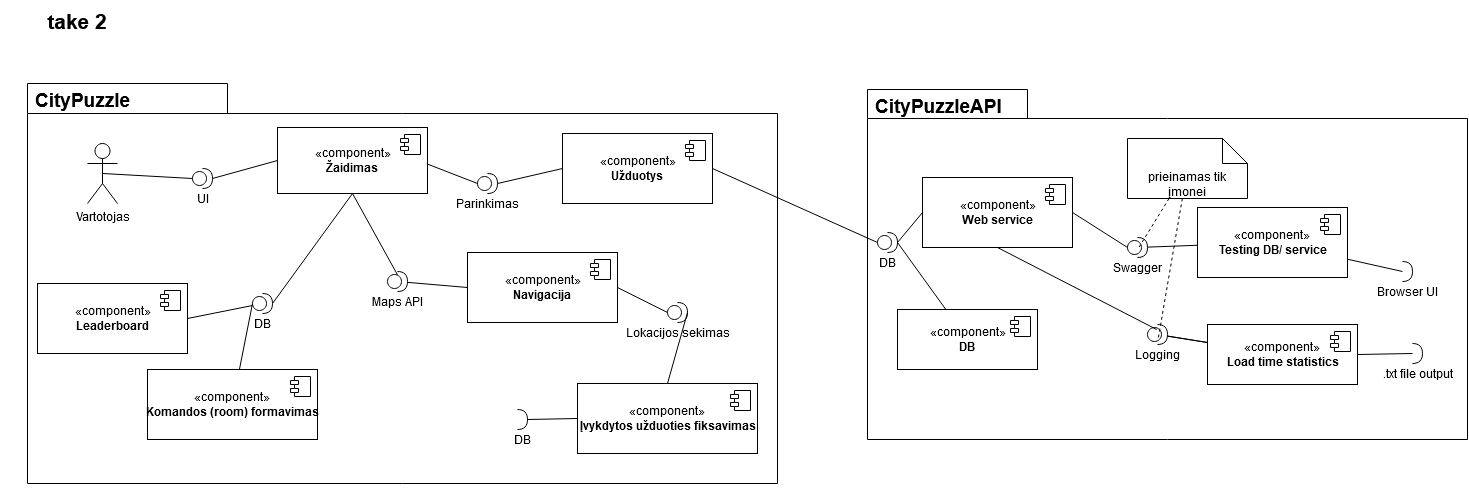 take 2
CityPuzzle
Vartotojas
UI
«component»
Žaidimas
Parinkimas
«component»
Užduotys
«component»
Leaderboard
DB
Maps API
«component»
Navigacija
Lokacijos sekimas
«component»
Komandos (room) formavimas
DB
«component»
Įvykdytos užduoties fiksavimas
CityPuzzleAPI
DB
«component»
Web service
prieinamas tik
įmonei
Swagger
«component»
Testing DB/ service
Browser UI
«component»
DB
Logging
«component»
Load time statistics
.txt file output